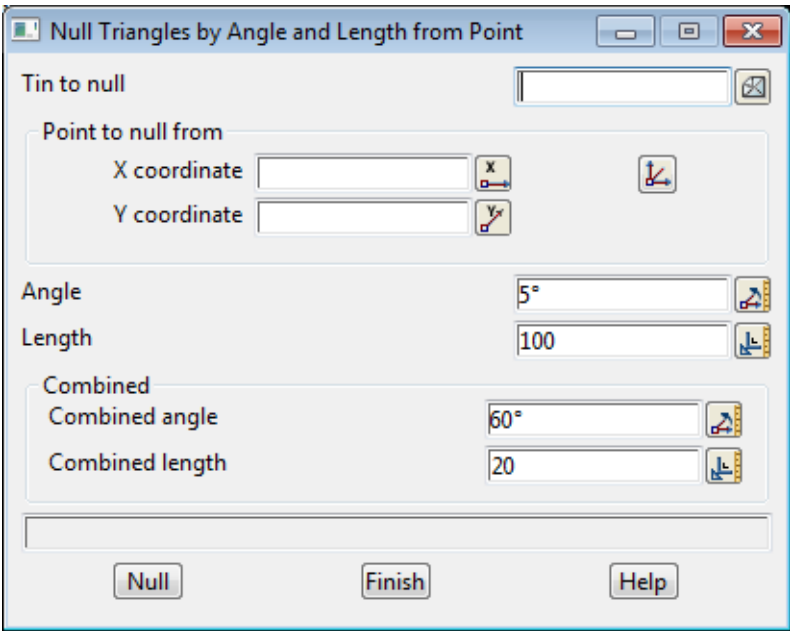 Null Triangles by Angle and Length from Point
Tin to null
Point to null from
X coordinate
Y coordinate
Angle 5°
Length 100
Combined
Combined angle 60°
Combined length 20
Null Finish Help